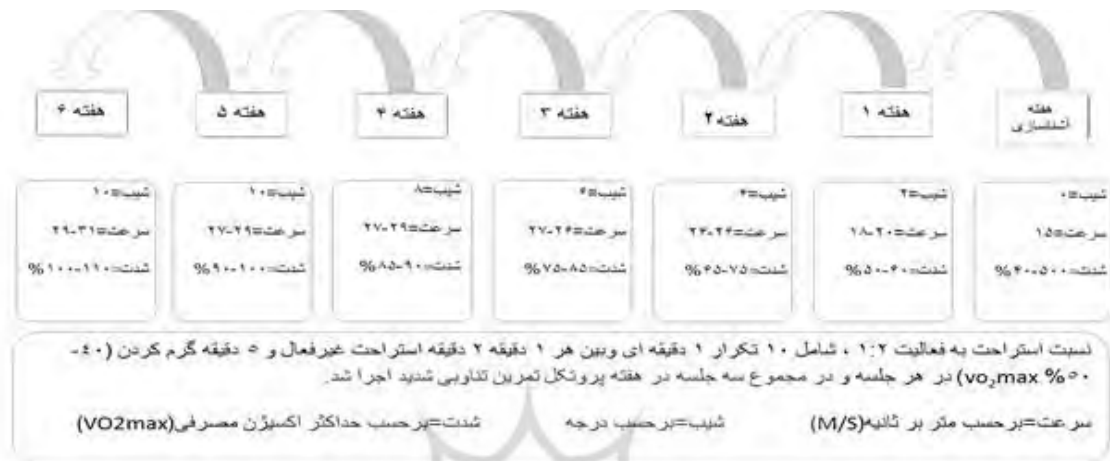 هفته آشناسازی
هفته ۱
هفته ۲
هفته ۳
هفته ۴
هفته ۵
هفته ۶
شیب=۰
سرعت=۱۵
شدت=۴۰-۵۰۰%
شیب=۲
سرعت=۱۸-۲۰
شدت=۵۰-۶۰%
شیب=۴
سرعت=۲۴-۲۶
شدت=۶۵-۷۵%
شیب=۶
سرعت=۲۷-۲۶
شدت=۷۵-۸۵%
شیب=۸
سرعت=۲۷-۲۹
شدت=۸۵-۹۰%
شیب=۱۰
سرعت=۲۷-۲۹
شدت=۹۰-۱۰۰%
شیب=۱۰
سرعت=۲۹-۳۱
شدت=۱۰۰-۱۱۰%
نسبت استراحت به فعالیت ۱:۲ ، شامل ۱۰ تکرار ۱ دقیقه ای وبین هر ۱ دقیقه ۲ دقیقه استراحت غیرفعال و ۵ دقیقه گرم کردن (۴۰-
۵۰% vo₂max) در هر جلسه و در مجموع سه جلسه در هفته پروتکل تمرین تناوبی شدید اجرا شد.
سرعت=برحسب متر بر ثانیه(M/S) شیب=برحسب درجه شدت=برحسب حداکثر اکسیژن مصرفی(VO2max)